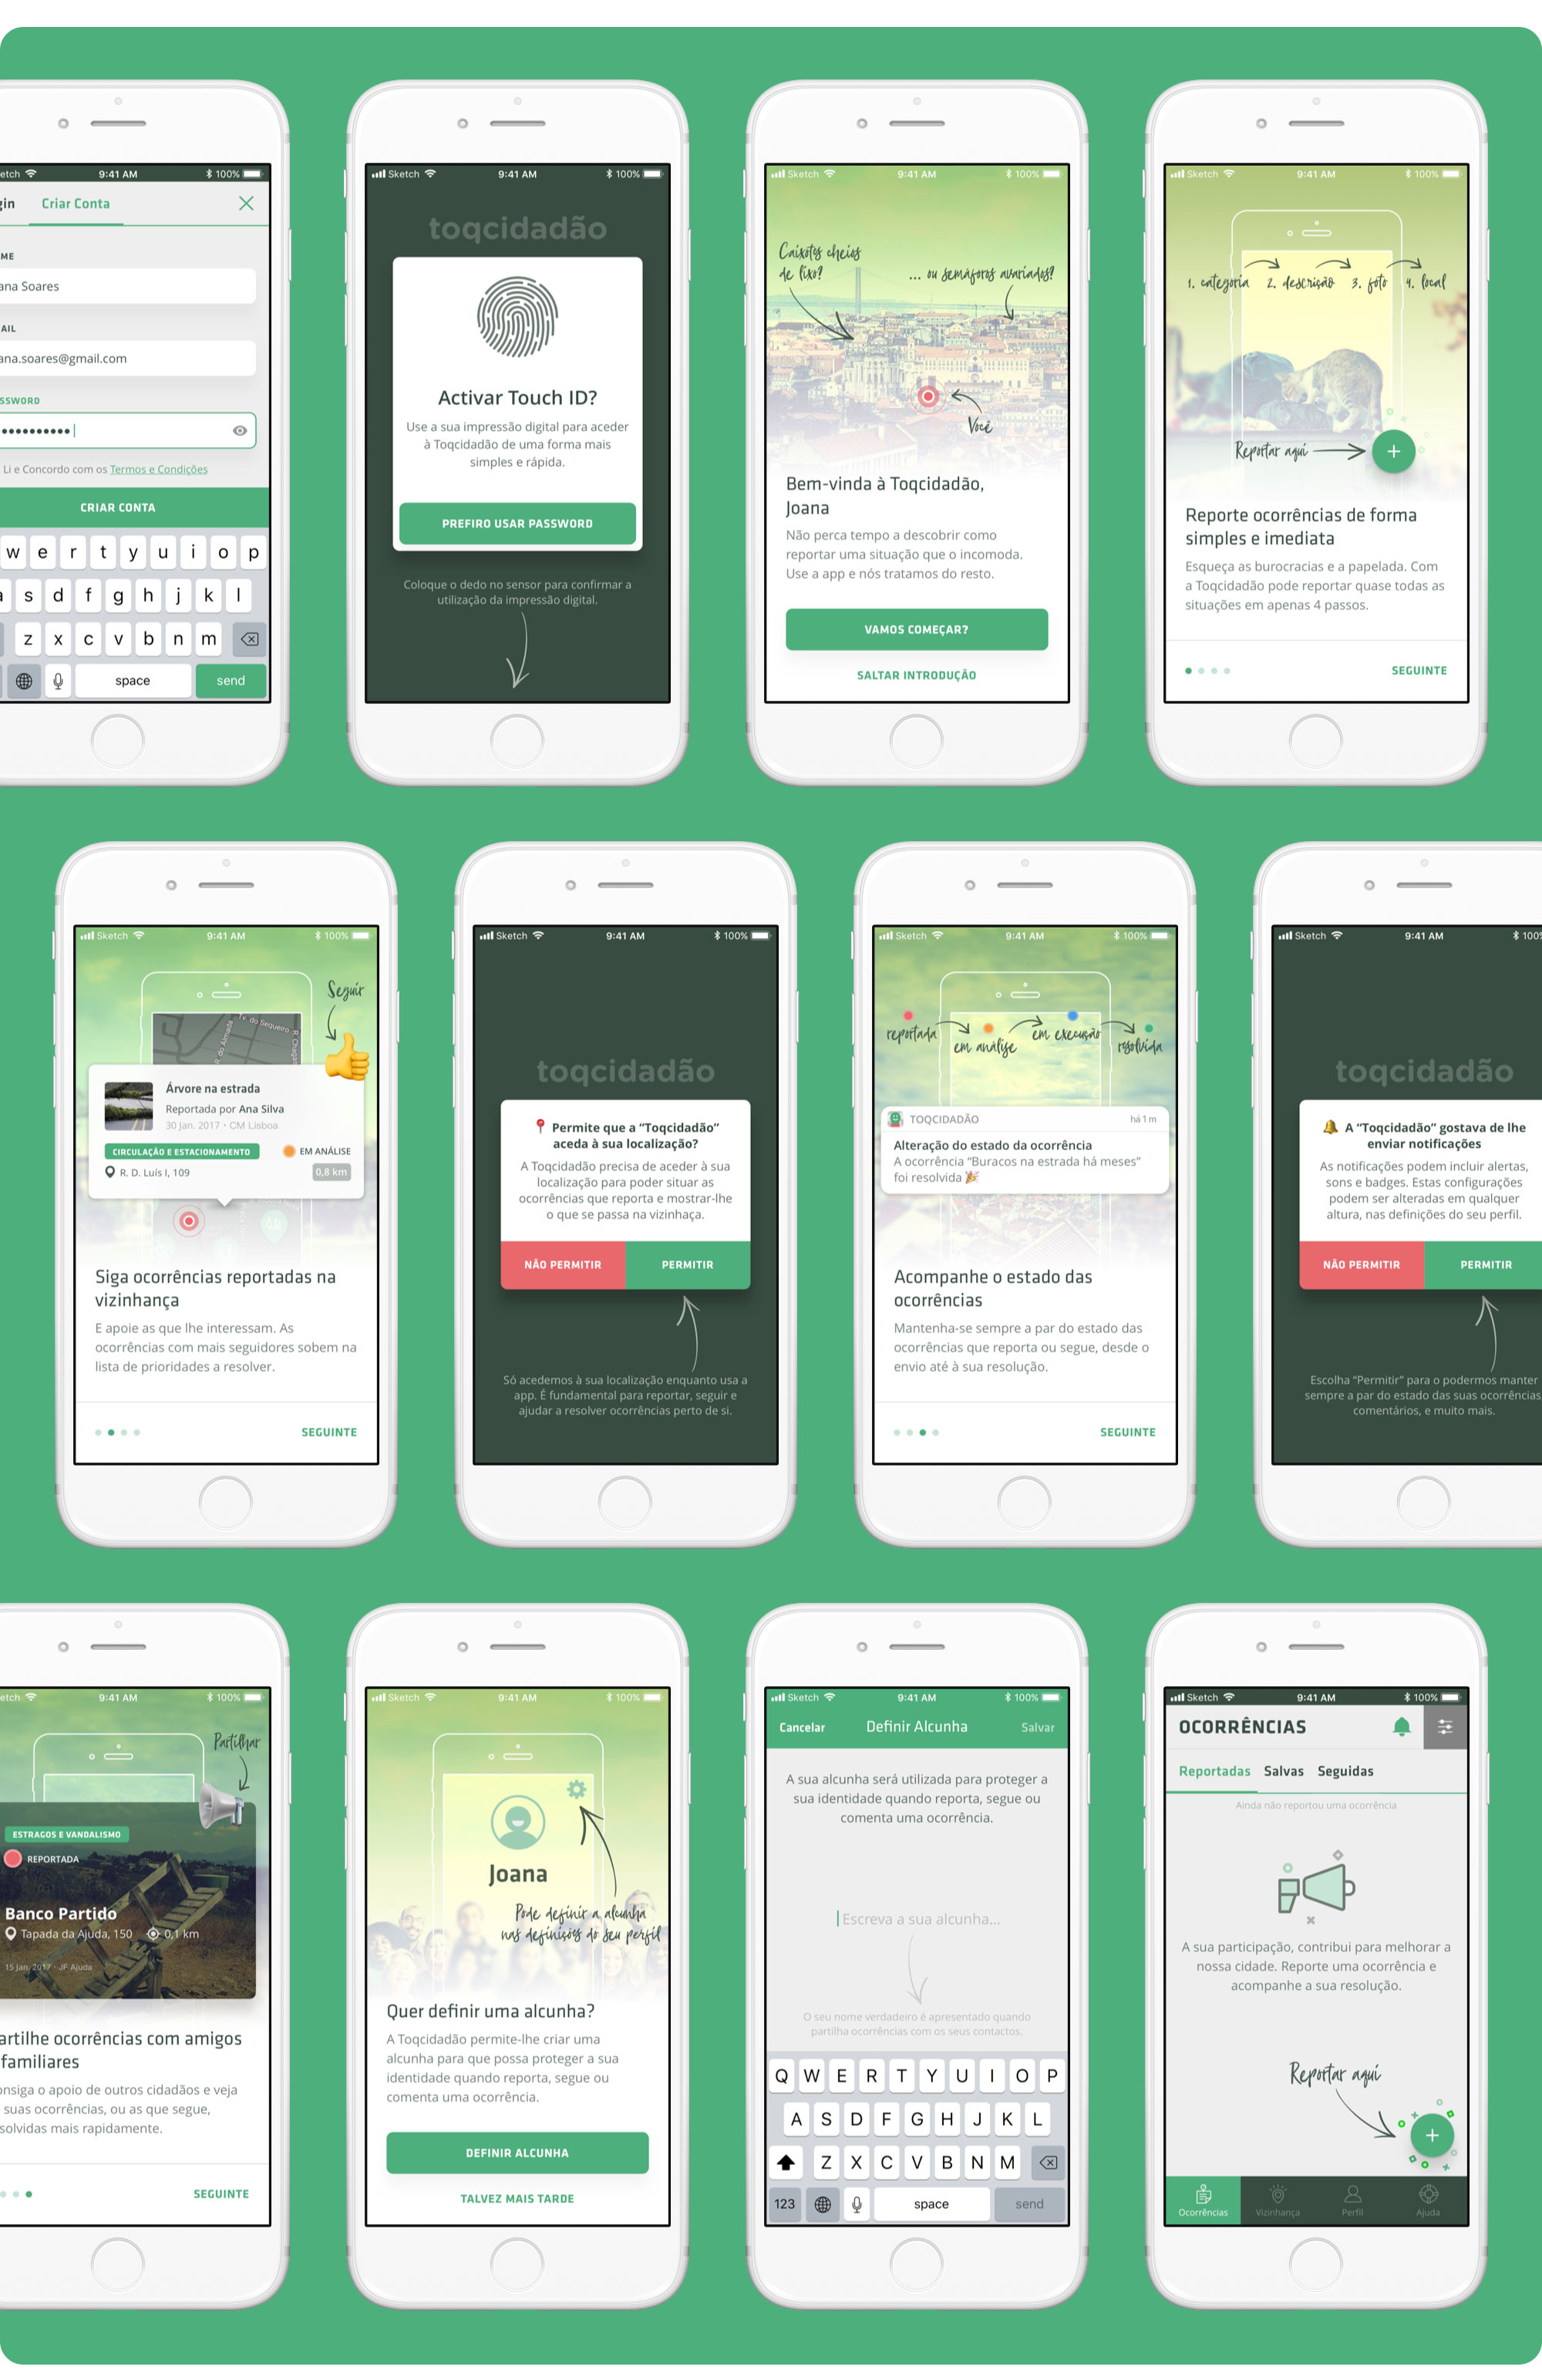 etch 9:41 AM 100%
gin Criar Conta
ME
ana Soares
AIL
ana.soares@gmail.com
SSWORD
Li e Concordo com os Termos e Condições
CRIAR CONTA
w e r t y u i o p
a s d f g h j k l
z x c v b n m
space send
Sketch 9:41 AM 100%
toqcidadão
Activar Touch ID?
Use a sua impressão digital para aceder
à Toqcidadão de uma forma mais
simples e rápida.
PREFIRO USAR PASSWORD
Coloque o dedo no sensor para confirmar a
utilização da impressão digital.
Sketch 9:41 AM 100%
Caixotes cheios
de lixo?
... ou semáforos avariados?
Você
Bem-vinda à Toqcidadão,
Joana
Não perca tempo a descobrir como
reportar uma situação que o incomoda.
Use a app e nós tratamos do resto.
VAMOS COMEÇAR?
SALTAR INTRODUÇÃO
Sketch 9:41 AM 100%
1. categoria 2. descrição 3. foto 4. local
Reportar aqui
+
Reporte ocorrências de forma
simples e imediata
Esqueça as burocracias e a papelada. Com
a Toqcidadão pode reportar quase todas as
situações em apenas 4 passos.
SEGUINTE
Sketch 9:41 AM 100%
Seguir
Tv. do Sequeiro
R. do Almada
R. Chagas
Árvore na estrada
Reportada por Ana Silva
30 Jan. 2017 • CM Lisboa
CIRCULAÇÃO E ESTACIONAMENTO EM ANÁLISE
R. D. Luís I, 109 0,8 km
Siga ocorrências reportadas na
vizinhança
E apoie as que lhe interessam. As
ocorrências com mais seguidores sobem na
lista de prioridades a resolver.
SEGUINTE
Sketch 9:41 AM 100%
toqcidadão
📍 Permite que a “Toqcidadão”
aceda à sua localização?
A Toqcidadão precisa de aceder à sua
localização para poder situar as
ocorrências que reporta e mostrar-lhe
o que se passa na vizinhaça.
NÃO PERMITIR PERMITIR
Só acedemos à sua localização enquanto usa a
app. É fundamental para reportar, seguir e
ajudar a resolver ocorrências perto de si.
Sketch 9:41 AM 100%
reportada em análise em execução resolvida
TOQCIDADÃO há 1 m
Alteração do estado da ocorrência
A ocorrência “Buracos na estrada há meses”
foi resolvida 🎉
Acompanhe o estado das
ocorrências
Mantenha-se sempre a par do estado das
ocorrências que reporta ou segue, desde o
envio até à sua resolução.
SEGUINTE
Sketch 9:41 AM 100%
toqcidadão
🔔 A “Toqcidadão” gostava de lhe
enviar notificações
As notificações podem incluir alertas,
sons e badges. Estas configurações
podem ser alteradas em qualquer
altura, nas definições do seu perfil.
NÃO PERMITIR PERMITIR
Escolha “Permitir” para o podermos manter
sempre a par do estado das suas ocorrências
comentários, e muito mais.
etch 9:41 AM 100%
Partilhar
ESTRAGOS E VANDALISMO
REPORTADA
Banco Partido
Tapada da Ajuda, 150 0,1 km
15 Jan. 2017 • JF Ajuda
artilhe ocorrências com amigos
familiares
onsiga o apoio de outros cidadãos e veja
suas ocorrências, ou as que segue,
solvidas mais rapidamente.
SEGUINTE
Sketch 9:41 AM 100%
Joana
Pode definir a alcunha
nas definisões do seu perfil
Quer definir uma alcunha?
A Toqcidadão permite-lhe criar uma
alcunha para que possa proteger a sua
identidade quando reporta, segue ou
comenta uma ocorrência.
DEFINIR ALCUNHA
TALVEZ MAIS TARDE
Sketch 9:41 AM 100%
Cancelar Definir Alcunha Salvar
A sua alcunha será utilizada para proteger a
sua identidade quando reporta, segue ou
comenta uma ocorrência.
Escreva a sua alcunha...
O seu nome verdadeiro é apresentado quando
partilha ocorrências com os seus contactos.
Q W E R T Y U I O P
A S D F G H J K L
Z X C V B N M
123 space send
Sketch 9:41 AM 100%
OCORRÊNCIAS
Reportadas Salvas Seguidas
Ainda não reportou uma ocorrência
A sua participação, contribui para melhorar a
nossa cidade. Reporte uma ocorrência e
acompanhe a sua resolução.
Reportar aqui
+
Ocorrências Vizinhança Perfil Ajuda